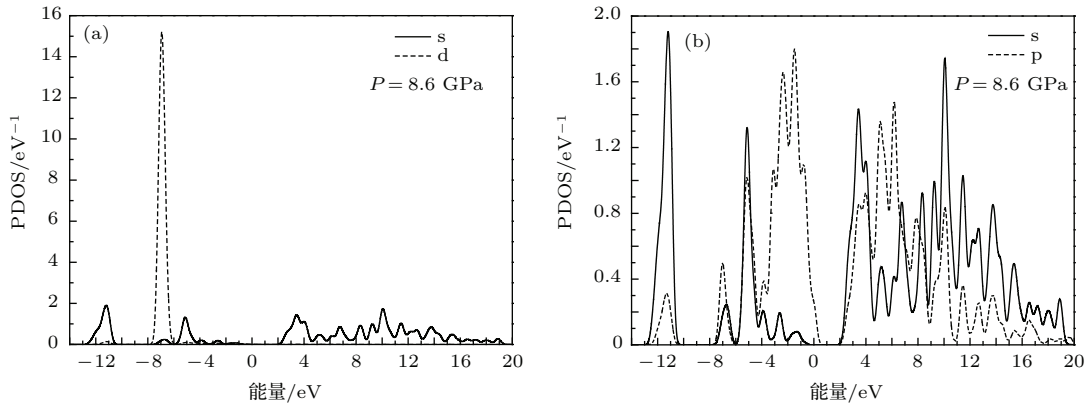 (a)
s
d
P = 8.6 GPa
PDOS/eV⁻¹
16
14
12
10
8
6
4
2
0
−12 −8 −4 0 4 8 12 16 20
能量/eV
(b)
s
p
P = 8.6 GPa
PDOS/eV⁻¹
2.0
1.6
1.2
0.8
0.4
0
−12 −8 −4 0 4 8 12 16 20
能量/eV